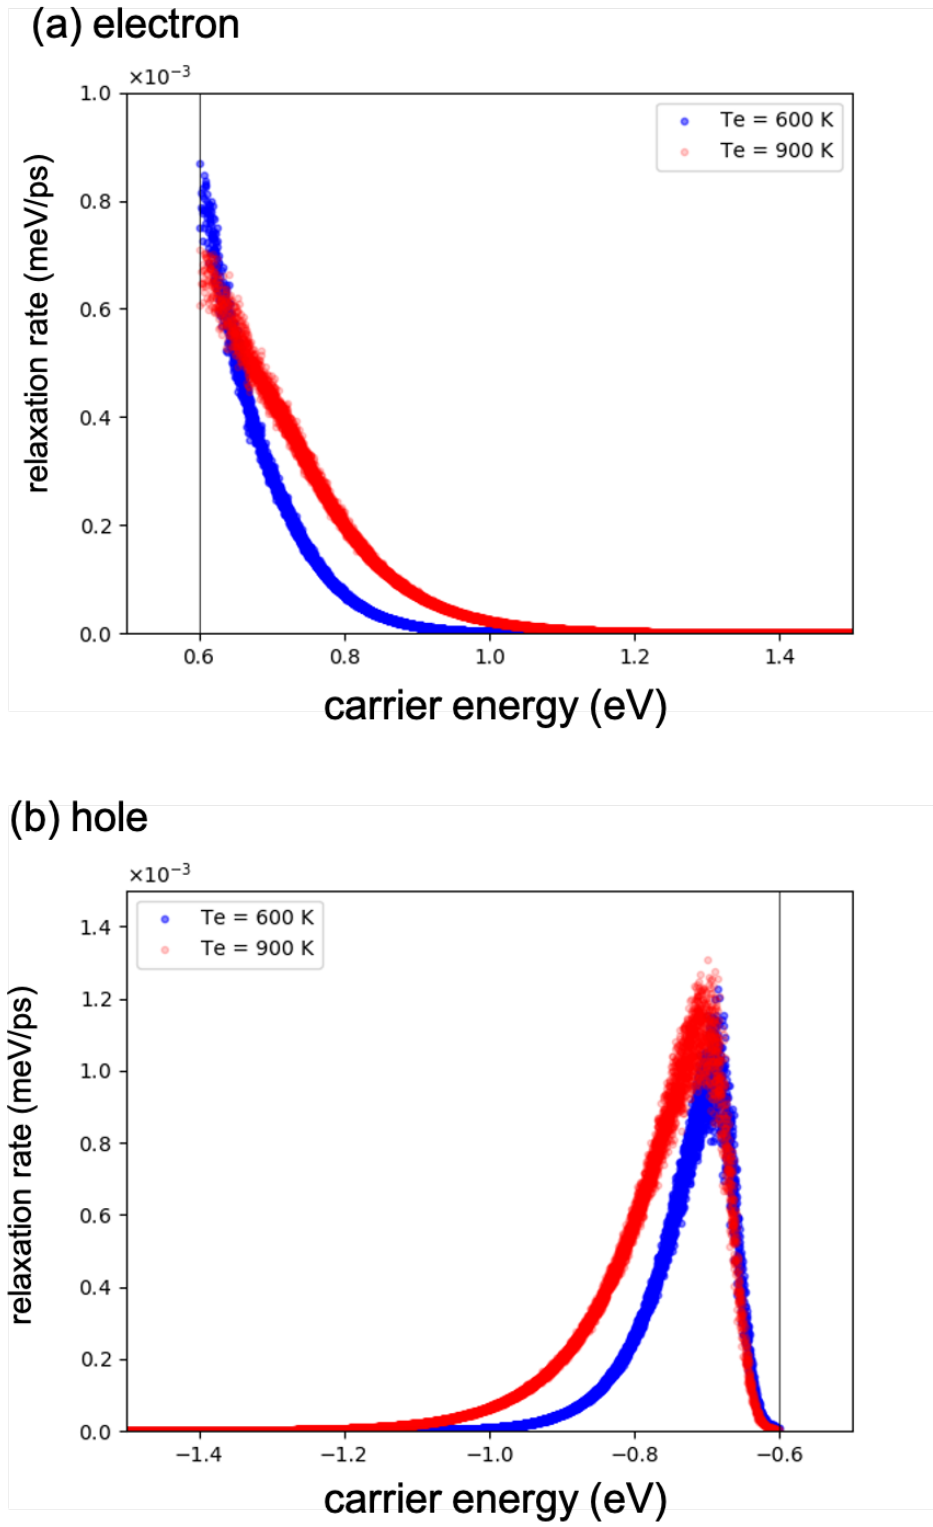 (a) electron
×10⁻³
1.0
Te = 600 K
Te = 900 K
0.8
0.6
0.4
0.2
0.0
relaxation rate (meV/ps)
0.6 0.8 1.0 1.2 1.4
carrier energy (eV)
(b) hole
×10⁻³
Te = 600 K
Te = 900 K
1.4
1.2
1.0
0.8
0.6
0.4
0.2
0.0
relaxation rate (meV/ps)
−1.4 −1.2 −1.0 −0.8 −0.6
carrier energy (eV)